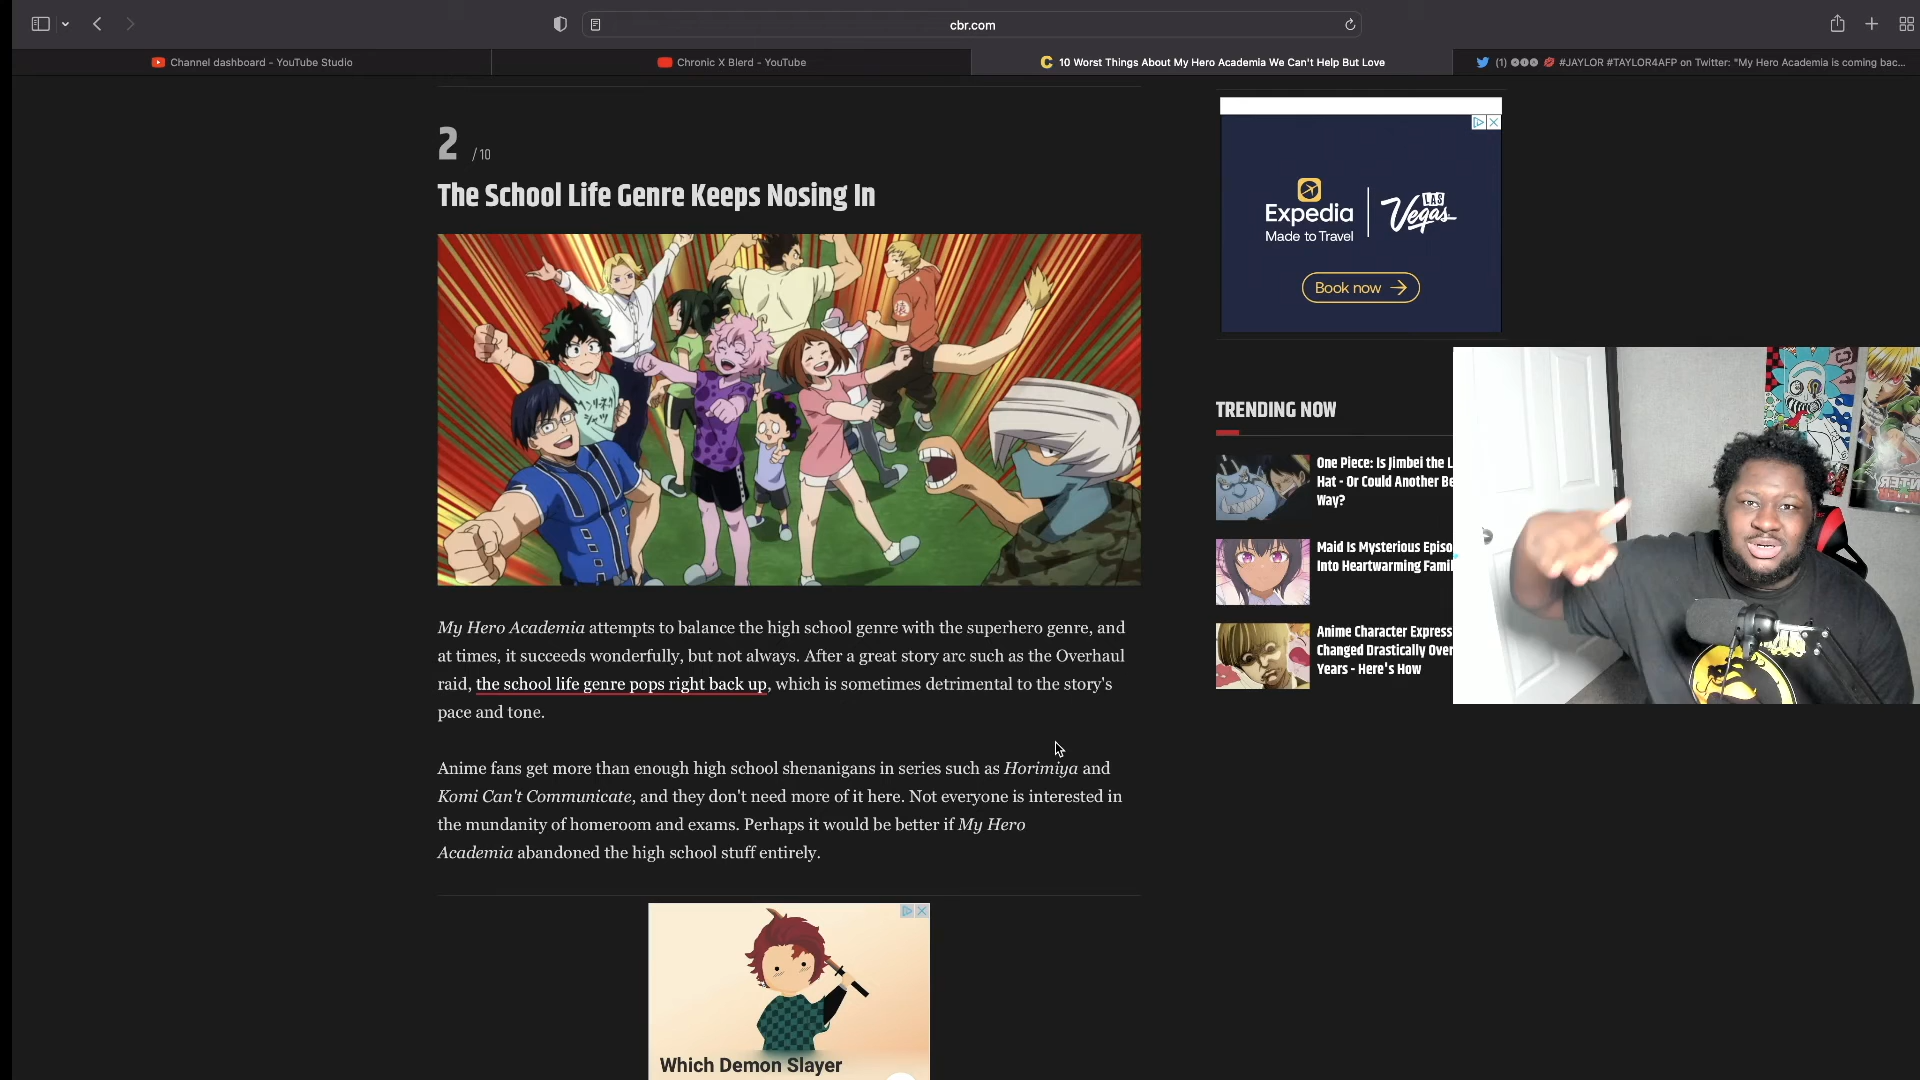 cbr.com
Channel dashboard - YouTube Studio
Chronic X Blerd - YouTube
C 10 Worst Things About My Hero Academia We Can't Help But Love
(1) #JAYLOR #TAYLOR4AFP on Twitter: "My Hero Academia is coming bac...
2 / 10
The School Life Genre Keeps Nosing In
My Hero Academia attempts to balance the high school genre with the superhero genre, and
at times, it succeeds wonderfully, but not always. After a great story arc such as the Overhaul
raid, the school life genre pops right back up, which is sometimes detrimental to the story's
pace and tone.
Anime fans get more than enough high school shenanigans in series such as Horimiya and
Komi Can't Communicate, and they don't need more of it here. Not everyone is interested in
the mundanity of homeroom and exams. Perhaps it would be better if My Hero
Academia abandoned the high school stuff entirely.
Which Demon Slayer
Expedia
Made to Travel
LAS
Vegas
Book now
TRENDING NOW
One Piece: Is Jimbei the L
Hat - Or Could Another Be
Way?
Maid Is Mysterious Episo
Into Heartwarming Famil
Anime Character Express
Changed Drastically Over
Years - Here's How